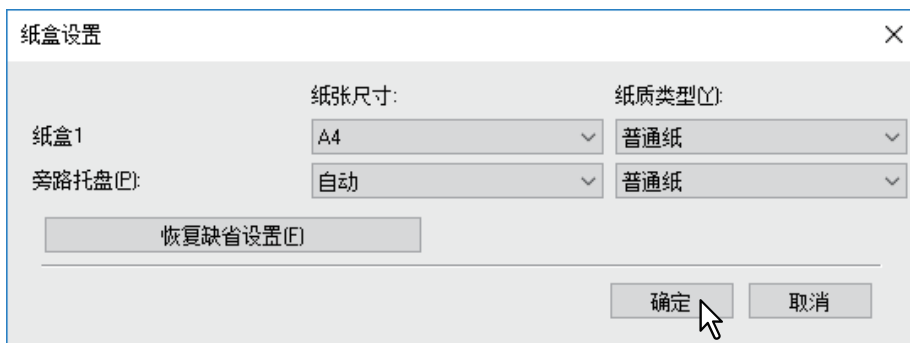 纸盒设置
纸张尺寸: 纸质类型(Y):
纸盒1 A4 普通纸
旁路托盘(P): 自动 普通纸
恢复缺省设置(F)
确定 取消